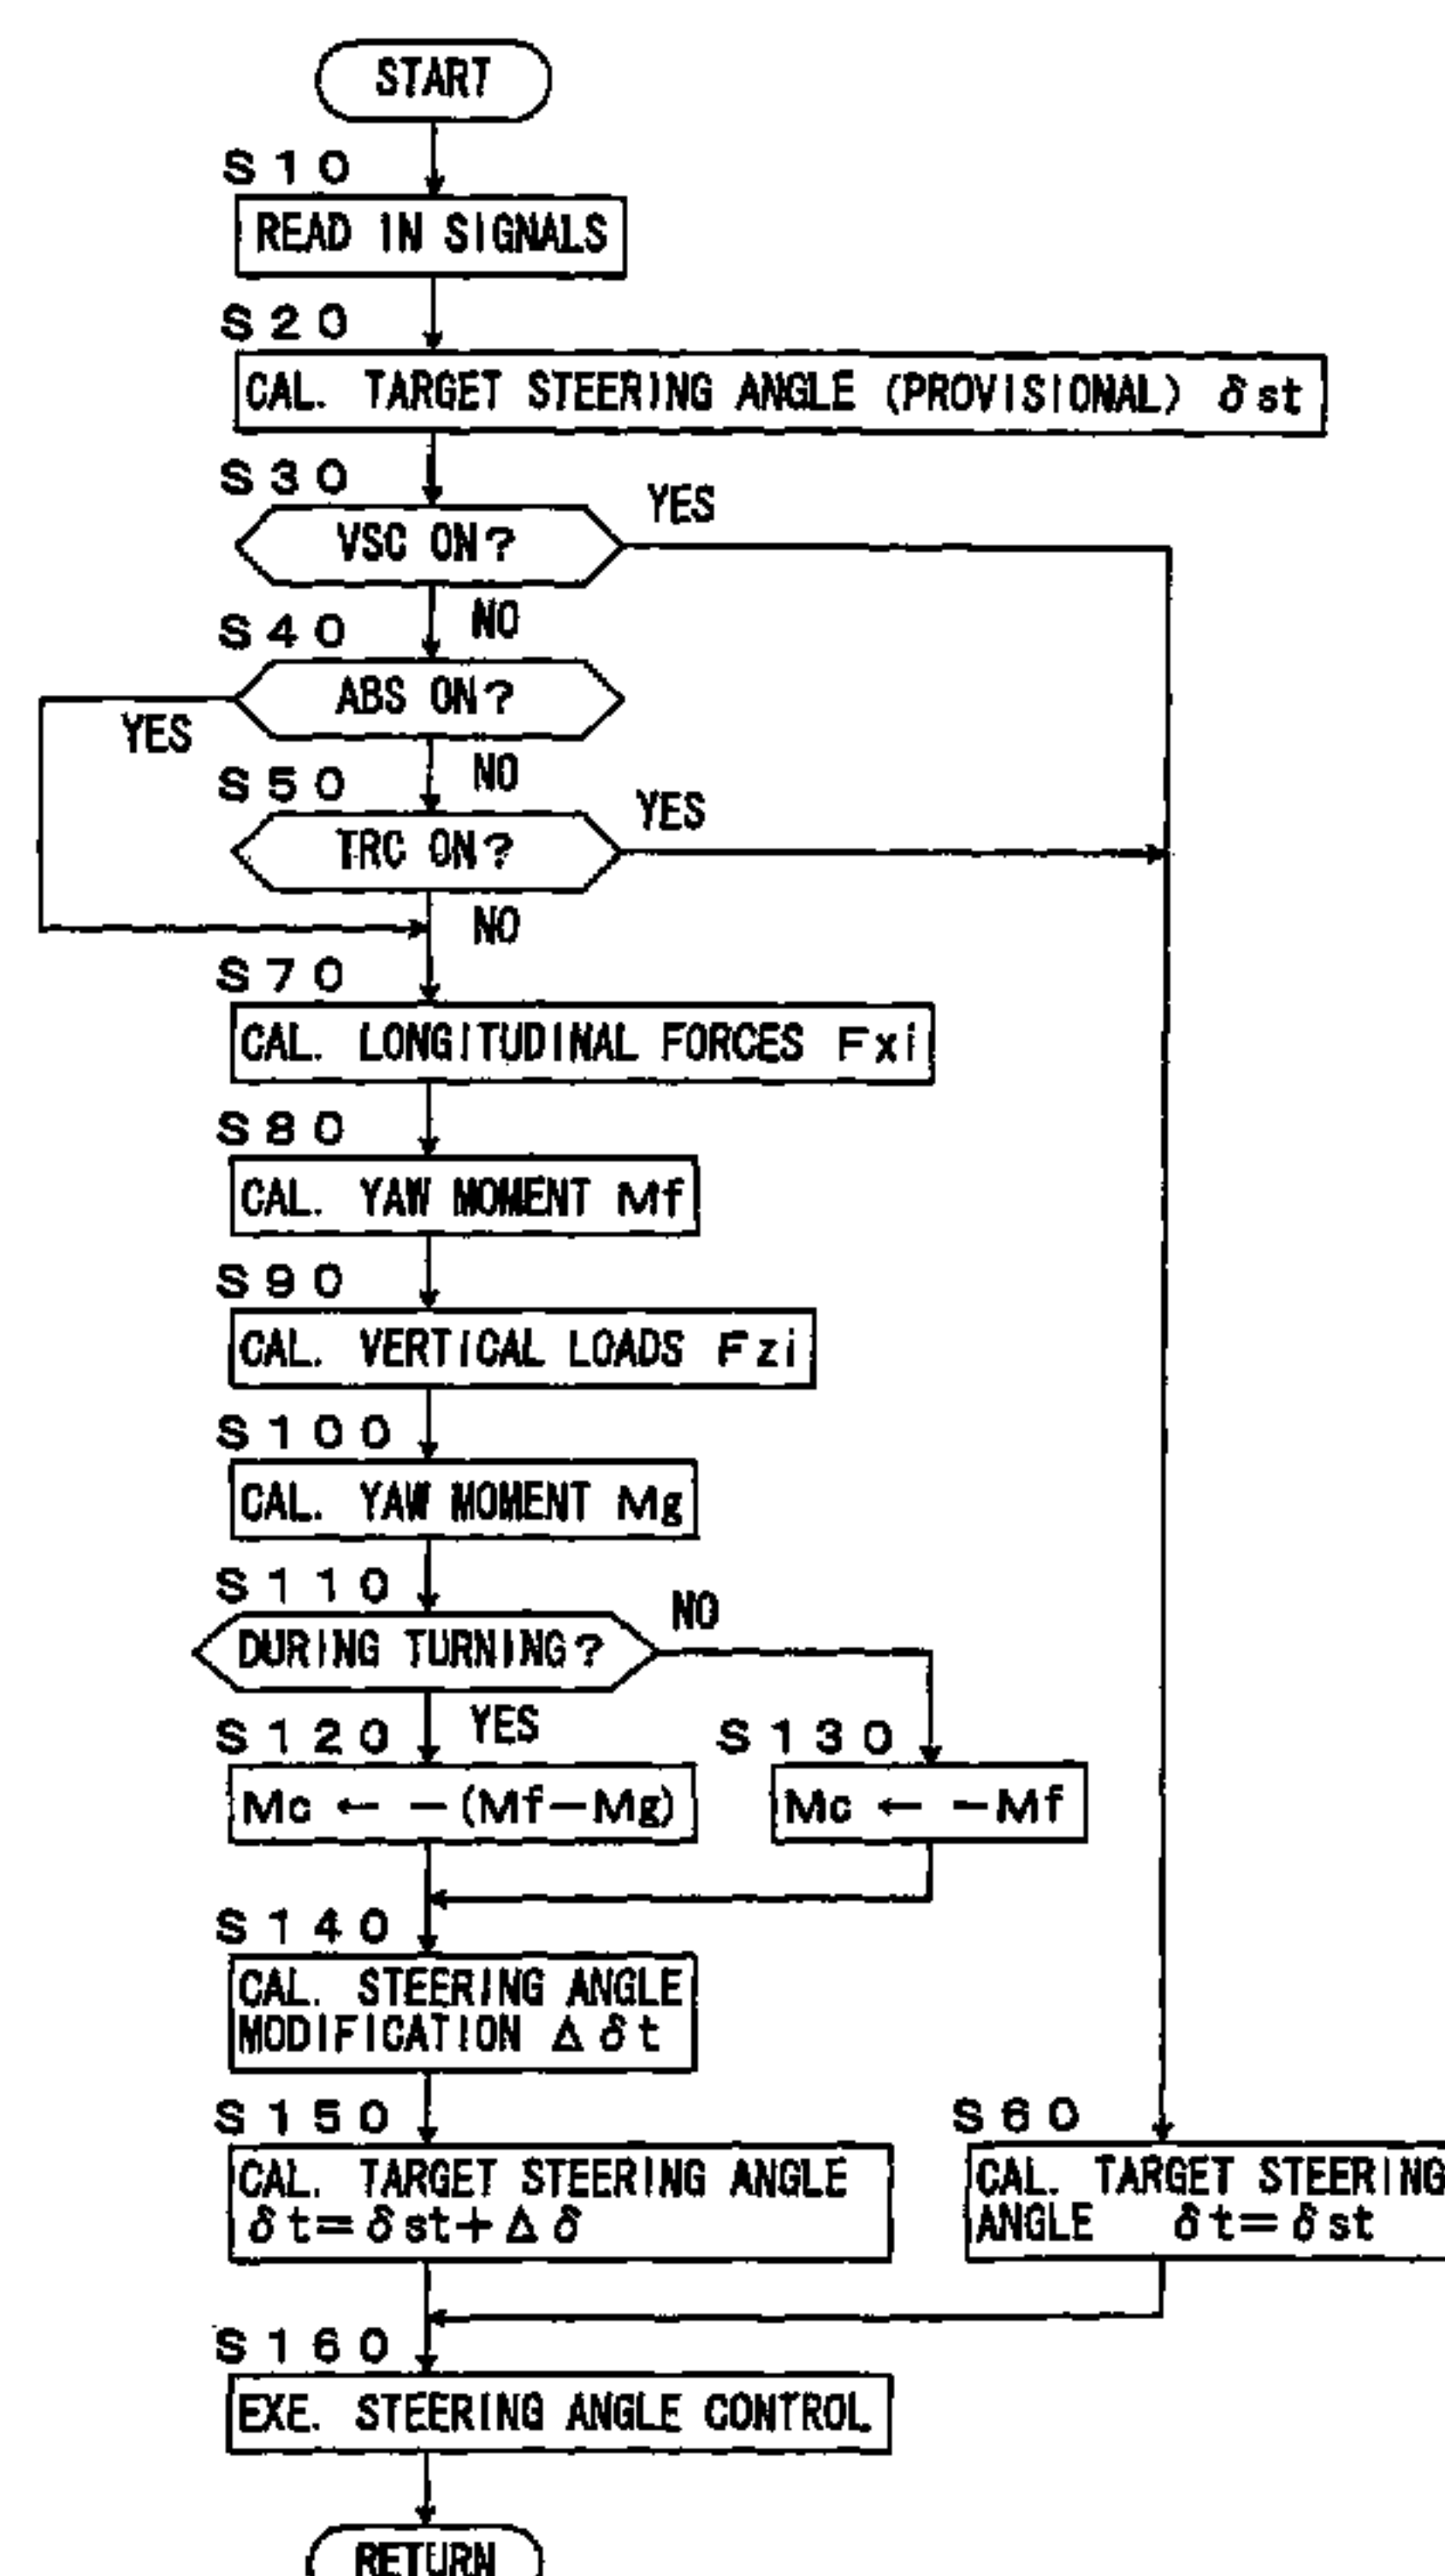 START
S10
READ IN SIGNALS
S20
CAL. TARGET STEERING ANGLE (PROVISIONAL) δst
S30
VSC ON?
YES
NO
S40
ABS ON?
YES
NO
S50
TRC ON?
YES
NO
S70
CAL. LONGITUDINAL FORCES Fxi
S80
CAL. YAW MOMENT Mf
S90
CAL. VERTICAL LOADS Fzi
S100
CAL. YAW MOMENT Mg
S110
DURING TURNING?
NO
YES
S120
Mc ← −(Mf−Mg)
S130
Mc ← −Mf
S140
CAL. STEERING ANGLE
MODIFICATION Δδt
S150
CAL. TARGET STEERING ANGLE
δt=δst+Δδ
S60
CAL. TARGET STEERING
ANGLE δt=δst
S160
EXE. STEERING ANGLE CONTROL
RETURN